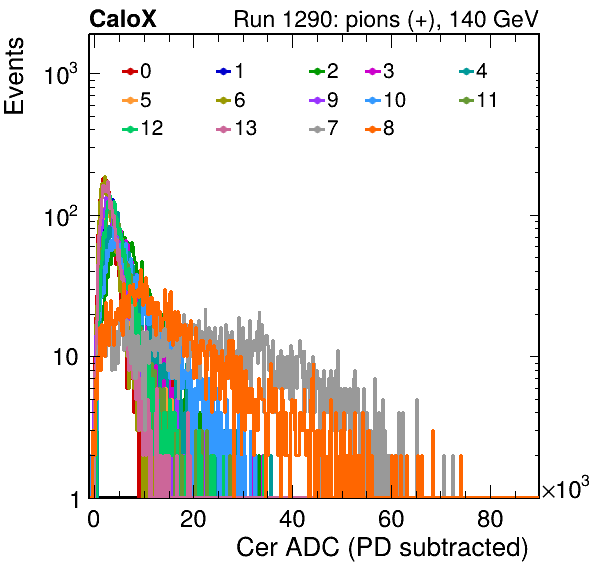 CaloX Run 1290: pions (+), 140 GeV
Events
10³
0 1 2 3 4
5 6 9 10 11
12 13 7 8
10²
10
1
0 20 40 60 80 ×10³
Cer ADC (PD subtracted)